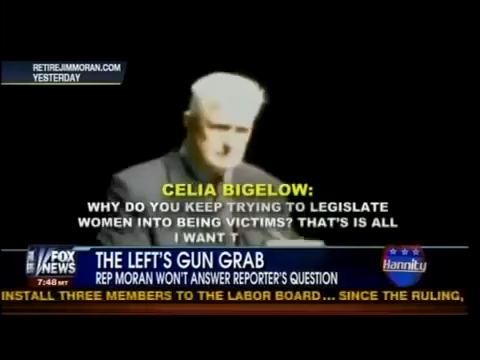 RETIREJIMMORAN.COM
YESTERDAY
CELIA BIGELOW:
WHY DO YOU KEEP TRYING TO LEGISLATE
WOMEN INTO BEING VICTIMS? THAT'S IS ALL
I WANT T
FOX
NEWS
7:48 MT
THE LEFT'S GUN GRAB
REP MORAN WON'T ANSWER REPORTER'S QUESTION
Hannity
INSTALL THREE MEMBERS TO THE LABOR BOARD... SINCE THE RULING,